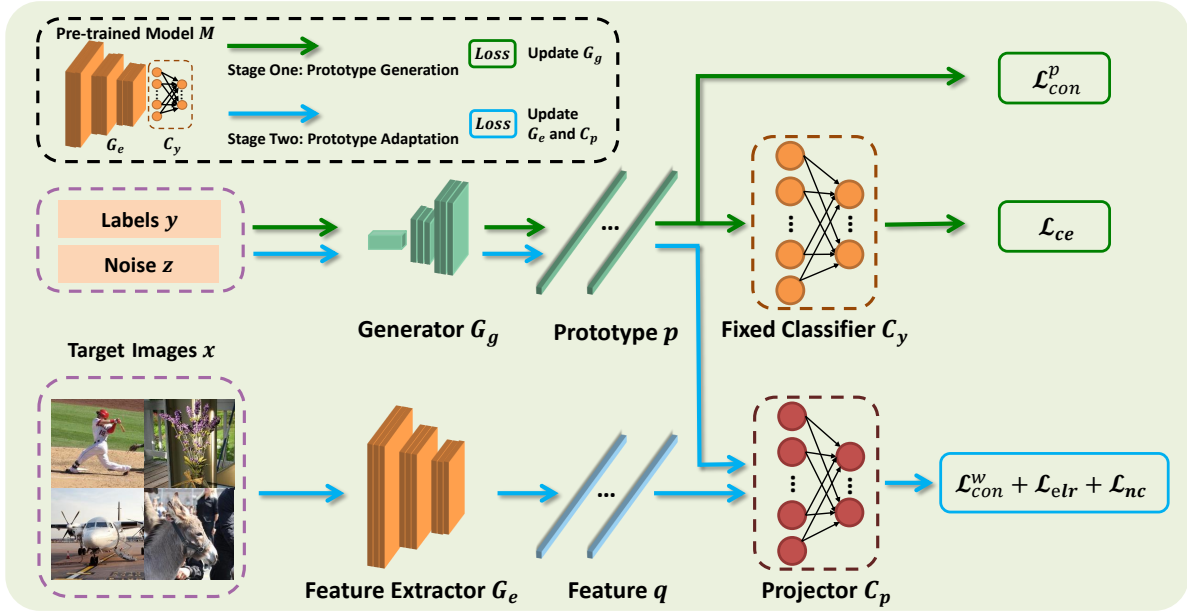 Pre-trained Model M
G_e
C_y
Stage One: Prototype Generation
Loss
Update G_g
Stage Two: Prototype Adaptation
Loss
Update
G_e and C_p
ℒ^p_con
Labels y
Noise z
...
...
...
ℒ_ce
Generator G_g
Prototype p
Fixed Classifier C_y
Target Images x
...
...
...
ℒ^w_con + ℒ_elr + ℒ_nc
Feature Extractor G_e
Feature q
Projector C_p